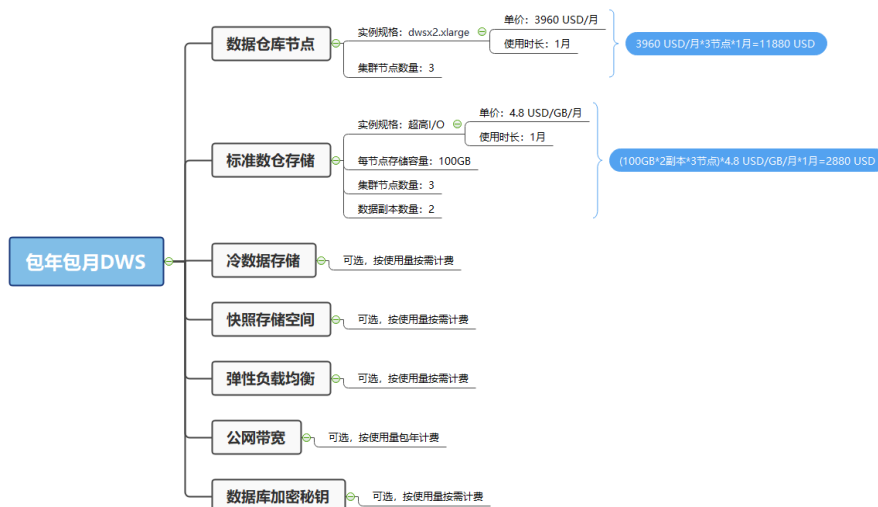 包年包月DWS
数据仓库节点
实例规格：dwsx2.xlarge
单价：3960 USD/月
使用时长：1月
集群节点数量：3
3960 USD/月*3节点*1月=11880 USD
标准数仓存储
实例规格：超高I/O
单价：4.8 USD/GB/月
使用时长：1月
每节点存储容量：100GB
集群节点数量：3
数据副本数量：2
(100GB*2副本*3节点)*4.8 USD/GB/月*1月=2880 USD
冷数据存储
可选，按使用量按需计费
快照存储空间
可选，按使用量按需计费
弹性负载均衡
可选，按使用量按需计费
公网带宽
可选，按使用量包年计费
数据库加密秘钥
可选，按使用量按需计费